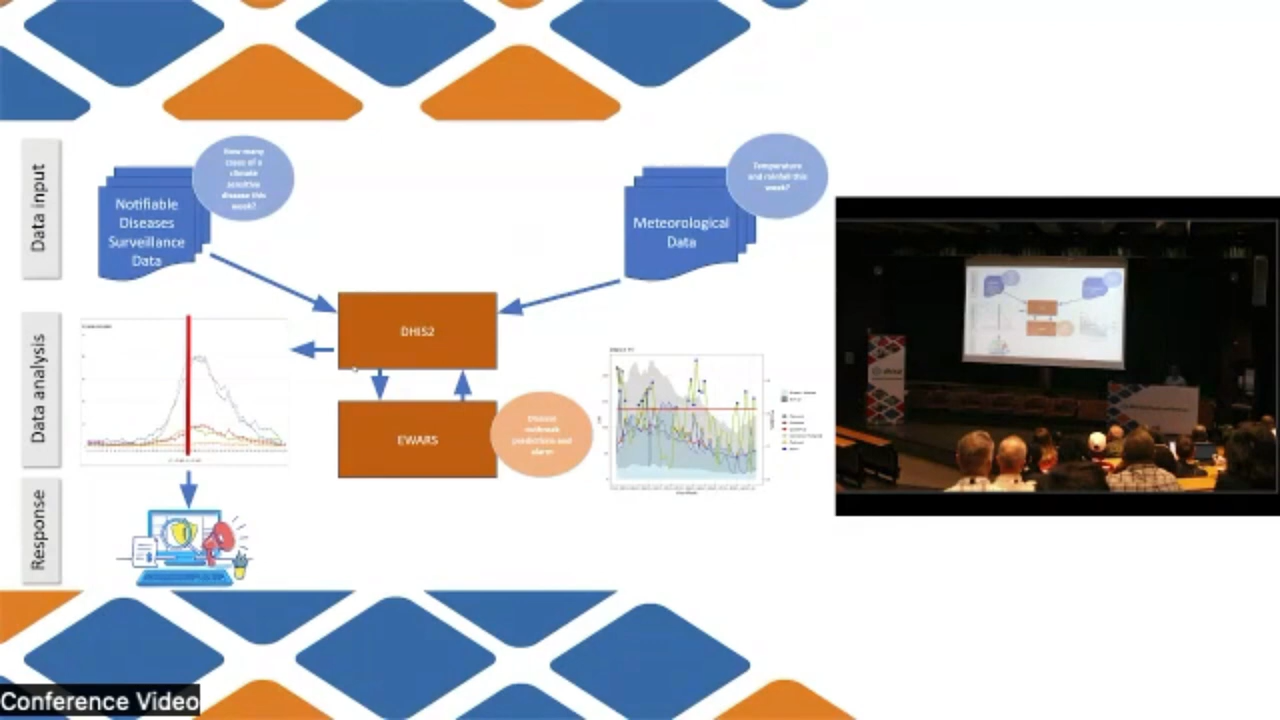 Data input
Notifiable
Diseases
Surveillance
Data
How many
cases of a
climate
sensitive
disease this
week?
Meteorological
Data
Temperature
and rainfall this
week?
Data analysis
DHIS2
EWARS
Disease
outbreak
prediction and
alarm
Response
Conference Video